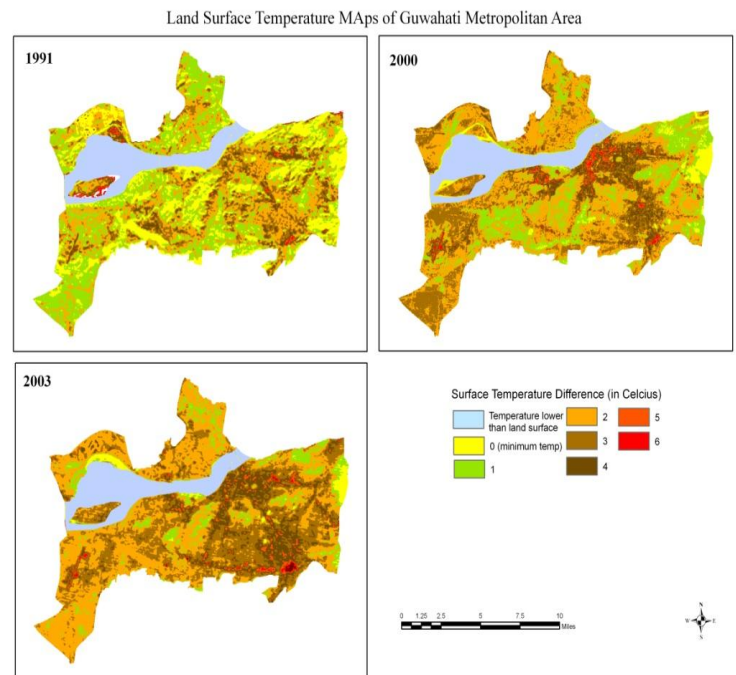 Land Surface Temperature MAps of Guwahati Metropolitan Area
1991
2000
2003
Surface Temperature Difference (in Celcius)
Temperature lower
than land surface
0 (minimum temp)
1
2
3
4
5
6
0 1.25 2.5 5 7.5 10
Miles
N
W E
S